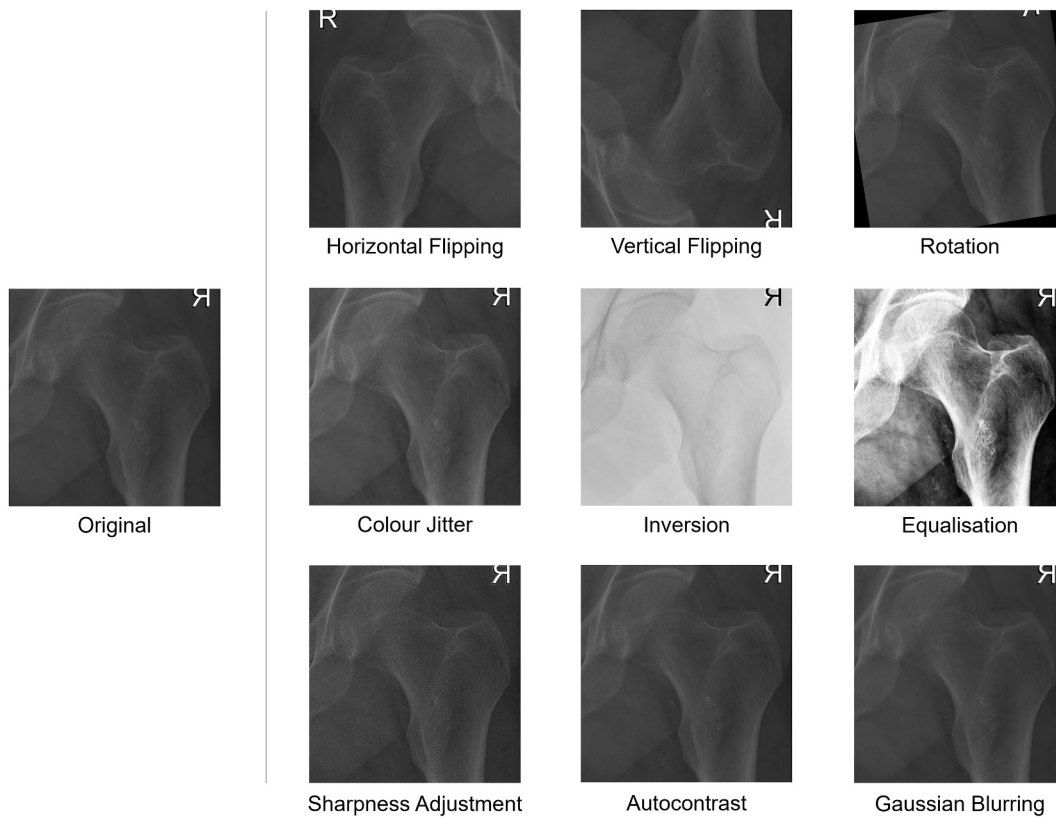 R
R
R
Horizontal Flipping
Vertical Flipping
Rotation
R
R
R
R
Original
Colour Jitter
Inversion
Equalisation
R
R
R
Sharpness Adjustment
Autocontrast
Gaussian Blurring